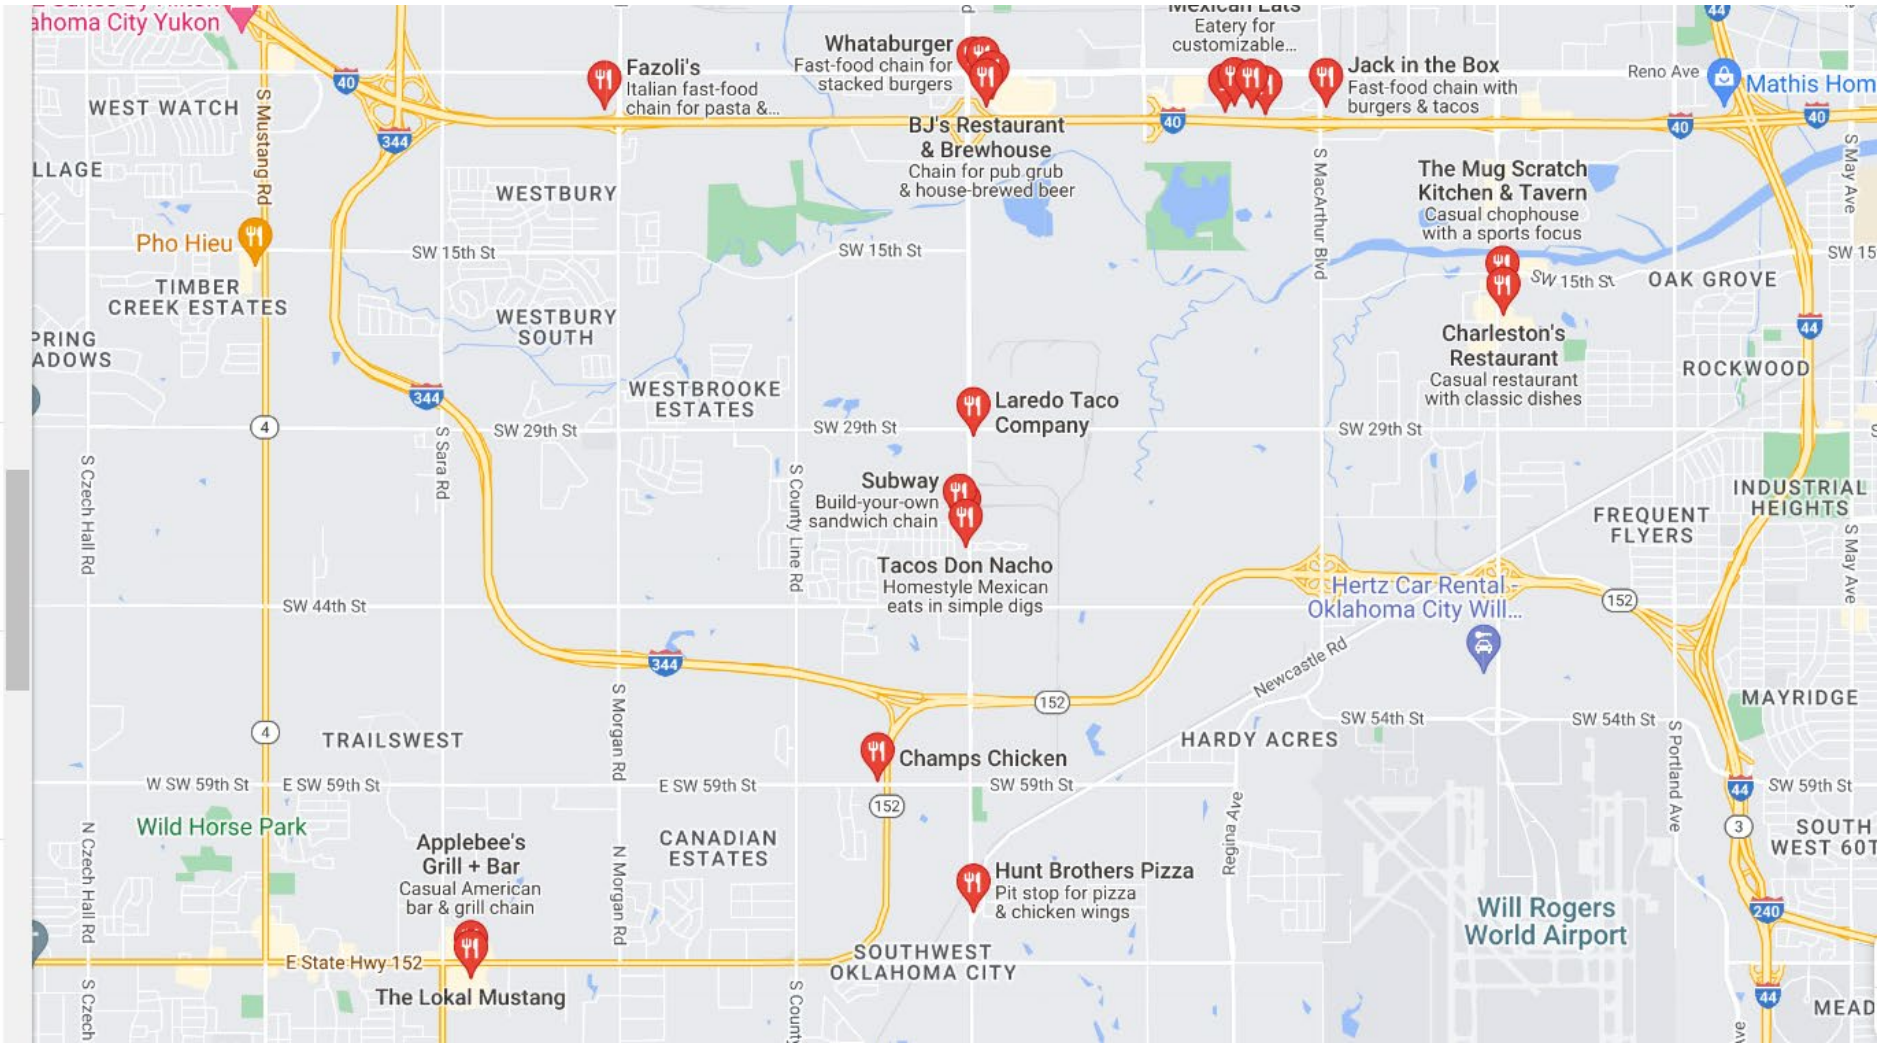 ahoma City Yukon
WEST WATCH
S Mustang Rd
40
344
Fazoli's
Italian fast-food
chain for pasta &...
Whataburger
Fast-food chain for
stacked burgers
BJ's Restaurant
& Brewhouse
Chain for pub grub
& house-brewed beer
Mexican Eats
Eatery for
customizable...
40
Jack in the Box
Fast-food chain with
burgers & tacos
44
Reno Ave
Mathis Hom
40
40
S May Ave
LLAGE
WESTBURY
S MacArthur Blvd
The Mug Scratch
Kitchen & Tavern
Casual chophouse
with a sports focus
Pho Hieu
TIMBER
CREEK ESTATES
SW 15th St
SW 15th St
SW 15th St
OAK GROVE
SW 15
PRING
ADOWS
WESTBURY
SOUTH
Charleston's
Restaurant
Casual restaurant
with classic dishes
44
ROCKWOOD
344
WESTBROOKE
ESTATES
Laredo Taco
Company
4
SW 29th St
SW 29th St
SW 29th St
S Czech Hall Rd
S Sara Rd
S County Line Rd
Subway
Build-your-own
sandwich chain
Tacos Don Nacho
Homestyle Mexican
eats in simple digs
INDUSTRIAL
HEIGHTS
FREQUENT
FLYERS
S May Ave
SW 44th St
Hertz Car Rental -
Oklahoma City Will...
152
344
S Morgan Rd
152
Newcastle Rd
MAYRIDGE
4
TRAILSWEST
SW 54th St
SW 54th St
HARDY ACRES
S Portland Ave
Champs Chicken
W SW 59th St
E SW 59th St
E SW 59th St
SW 59th St
44
SW 59th St
152
Regina Ave
3
Wild Horse Park
N Czech Hall Rd
Applebee's
Grill + Bar
Casual American
bar & grill chain
CANADIAN
ESTATES
N Morgan Rd
SOUTH
WEST 60T
Hunt Brothers Pizza
Pit stop for pizza
& chicken wings
Will Rogers
World Airport
240
E State Hwy 152
SOUTHWEST
OKLAHOMA CITY
The Lokal Mustang
S Czech
S County
44
MEAD